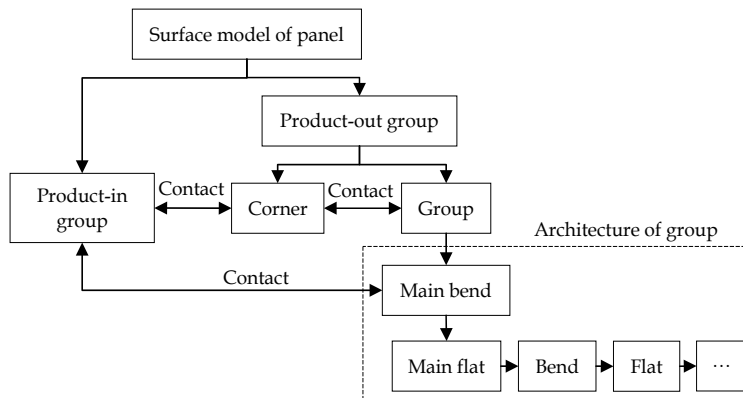 Surface model of panel
Product-out group
Product-in
group
Contact
Corner
Contact
Group
Architecture of group
Contact
Main bend
Main flat
Bend
Flat
...